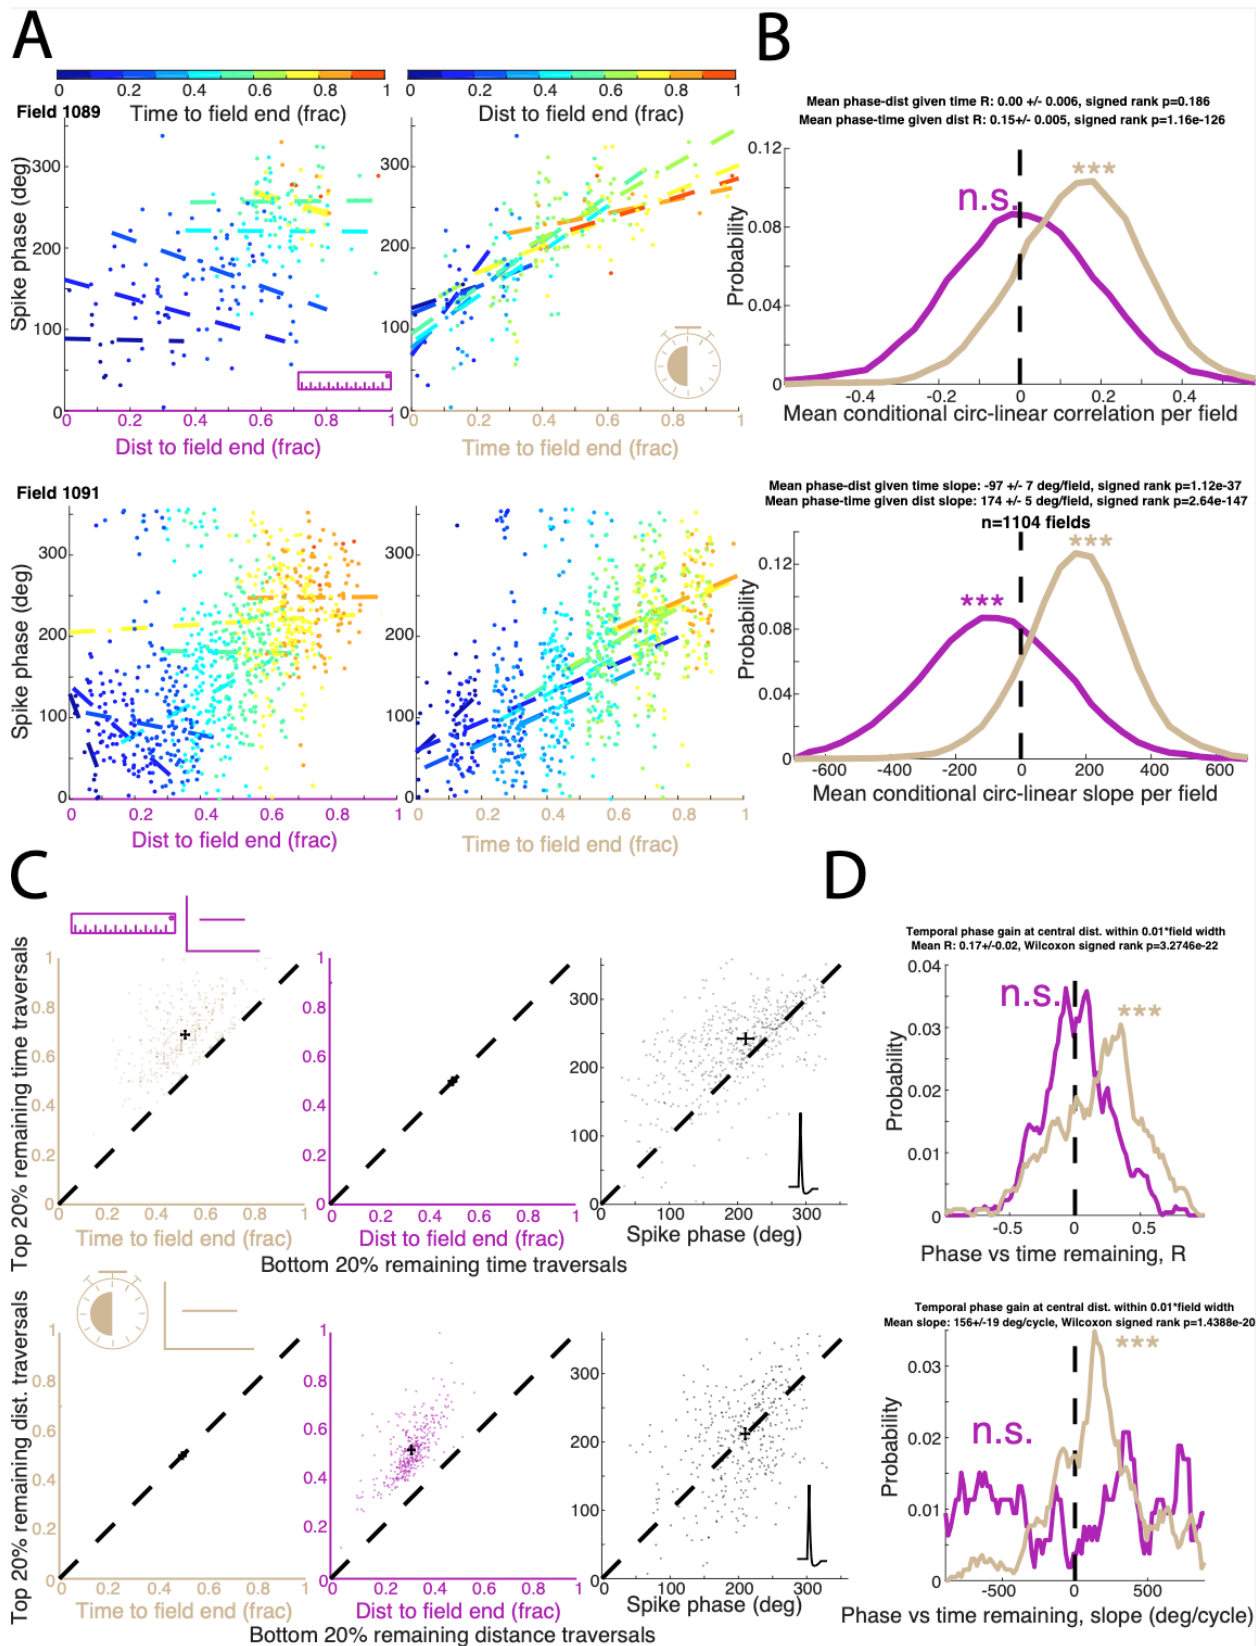 A
B
0 0.2 0.4 0.6 0.8 1
0 0.2 0.4 0.6 0.8 1
Field 1089
Time to field end (frac)
Dist to field end (frac)
Mean phase-dist given time R: 0.00 +/- 0.006, signed rank p=0.186
Mean phase-time given dist R: 0.15+/- 0.005, signed rank p=1.16e-126
Spike phase (deg)
300
200
100
0
0 0.2 0.4 0.6 0.8 1
Dist to field end (frac)
300
200
100
0
0 0.2 0.4 0.6 0.8 1
Time to field end (frac)
0.12
0.08
0.04
0
Probability
n.s.
***
-0.4 -0.2 0 0.2 0.4
Mean conditional circ-linear correlation per field
Field 1091
Spike phase (deg)
300
200
100
0
0 0.2 0.4 0.6 0.8 1
Dist to field end (frac)
300
200
100
0
0 0.2 0.4 0.6 0.8 1
Time to field end (frac)
Mean phase-dist given time slope: -97 +/- 7 deg/field, signed rank p=1.12e-37
Mean phase-time given dist slope: 174 +/- 5 deg/field, signed rank p=2.64e-147
n=1104 fields
0.12
0.08
0.04
0
Probability
***
***
-600 -400 -200 0 200 400 600
Mean conditional circ-linear slope per field
C
D
Top 20% remaining time traversals
1
0.8
0.6
0.4
0.2
0
0 0.2 0.4 0.6 0.8 1
Time to field end (frac)
1
0.8
0.6
0.4
0.2
0
0 0.2 0.4 0.6 0.8 1
Dist to field end (frac)
300
200
100
0
0 100 200 300
Spike phase (deg)
Bottom 20% remaining time traversals
Temporal phase gain at central dist. within 0.01*field width
Mean R: 0.17+/-0.02, Wilcoxon signed rank p=3.2746e-22
0.04
0.03
0.02
0.01
0
Probability
n.s.
***
-0.5 0 0.5
Phase vs time remaining, R
Top 20% remaining dist. traversals
1
0.8
0.6
0.4
0.2
0
0 0.2 0.4 0.6 0.8 1
Time to field end (frac)
1
0.8
0.6
0.4
0.2
0
0 0.2 0.4 0.6 0.8 1
Dist to field end (frac)
300
200
100
0
0 100 200 300
Spike phase (deg)
Bottom 20% remaining distance traversals
Temporal phase gain at central dist. within 0.01*field width
Mean slope: 156+/-19 deg/cycle, Wilcoxon signed rank p=1.4388e-20
0.03
0.02
0.01
0
Probability
n.s.
***
-500 0 500
Phase vs time remaining, slope (deg/cycle)